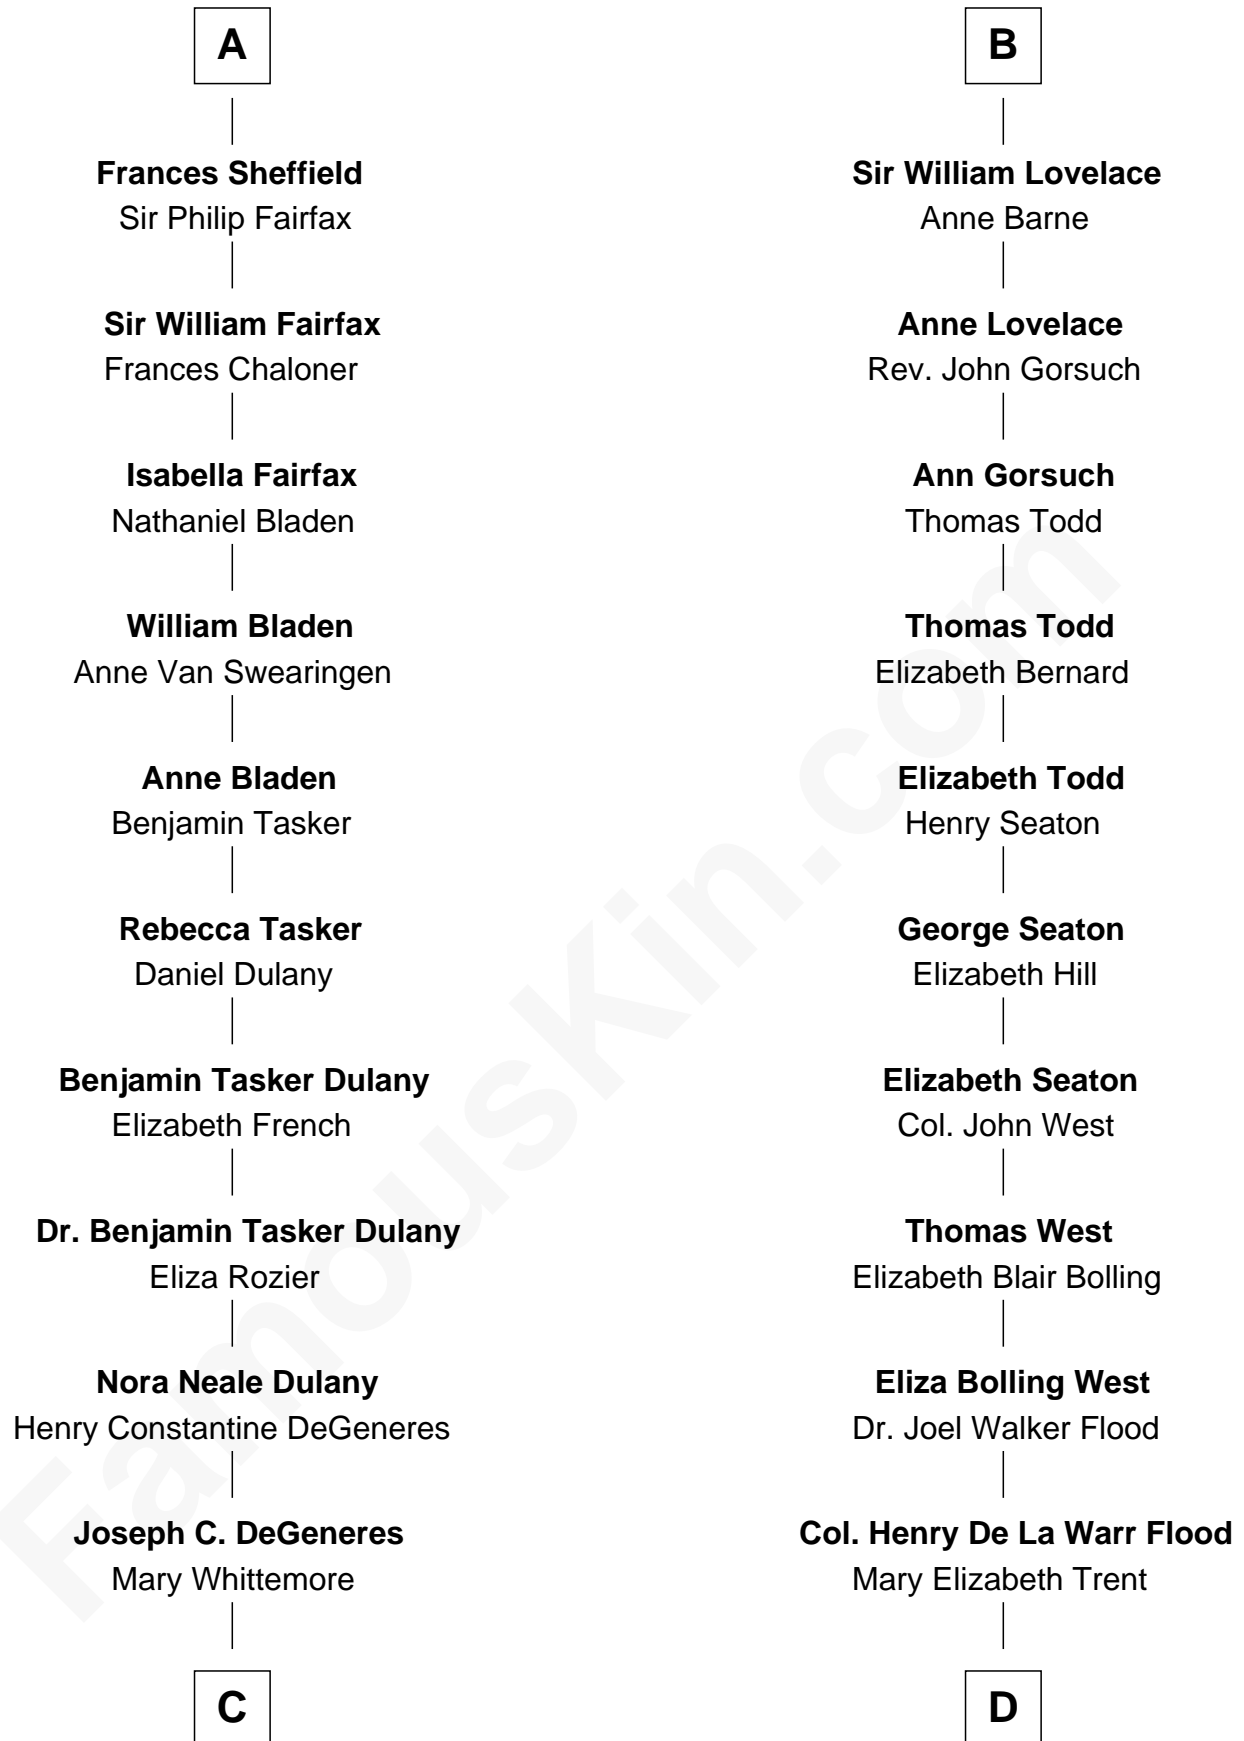 A
Frances Sheffield
Sir Philip Fairfax
Sir William Fairfax
Frances Chaloner
Isabella Fairfax
Nathaniel Bladen
William Bladen
Anne Van Swearingen
Anne Bladen
Benjamin Tasker
Rebecca Tasker
Daniel Dulany
Benjamin Tasker Dulany
Elizabeth French
Dr. Benjamin Tasker Dulany
Eliza Rozier
Nora Neale Dulany
Henry Constantine DeGeneres
Joseph C. DeGeneres
Mary Whittemore
C
B
Sir William Lovelace
Anne Barne
Anne Lovelace
Rev. John Gorsuch
Ann Gorsuch
Thomas Todd
Thomas Todd
Elizabeth Bernard
Elizabeth Todd
Henry Seaton
George Seaton
Elizabeth Hill
Elizabeth Seaton
Col. John West
Thomas West
Elizabeth Blair Bolling
Eliza Bolling West
Dr. Joel Walker Flood
Col. Henry De La Warr Flood
Mary Elizabeth Trent
D
FamousKin.com